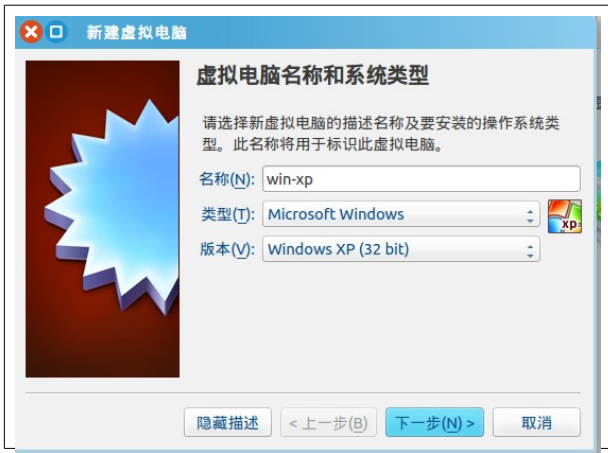 新建虚拟电脑
虚拟电脑名称和系统类型
请选择新虚拟电脑的描述名称及要安装的操作系统类
型。此名称将用于标识此虚拟电脑。
名称(N): win-xp
类型(T): Microsoft Windows
xp
版本(V): Windows XP (32 bit)
隐藏描述 < 上一步(B) 下一步(N) > 取消